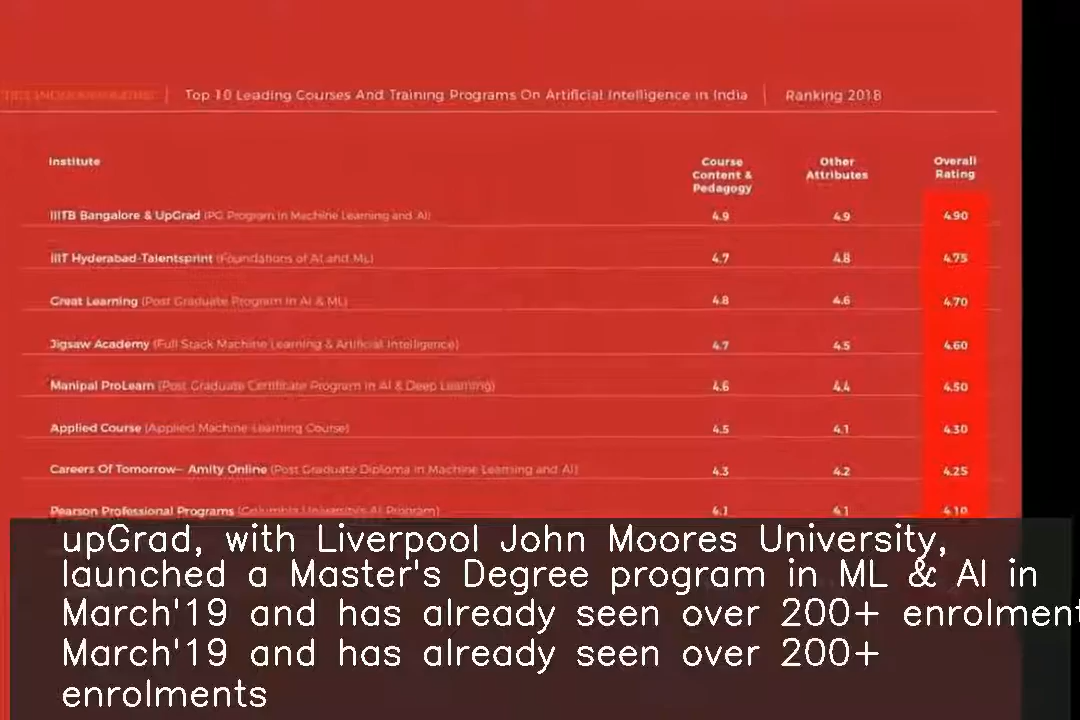 Top 10 Leading Courses And Training Programs On Artificial Intelligence in India | Ranking 2018
Institute Course Content & Pedagogy Other Attributes Overall Rating
IIITB Bangalore & UpGrad (PG Program in Machine Learning and AI) 4.9 4.9 4.90
IIIT Hyderabad-Talentsprint (Foundations of AI and ML) 4.7 4.8 4.75
Great Learning (Post Graduate Program in AI & ML) 4.8 4.6 4.70
Jigsaw Academy (Full Stack Machine Learning & Artificial Intelligence) 4.7 4.5 4.60
Manipal ProLearn (Post Graduate Certificate Program in AI & Deep Learning) 4.6 4.4 4.50
Applied Course (Applied Machine Learning Course) 4.5 4.1 4.30
Careers Of Tomorrow– Amity Online (Post Graduate Diploma in Machine Learning and AI) 4.3 4.2 4.25
Pearson Professional Programs (Columbia University's AI Program) 4.1 4.1 4.10
upGrad, with Liverpool John Moores University,
launched a Master's Degree program in ML & AI in
March'19 and has already seen over 200+ enrolment
March'19 and has already seen over 200+
enrolments